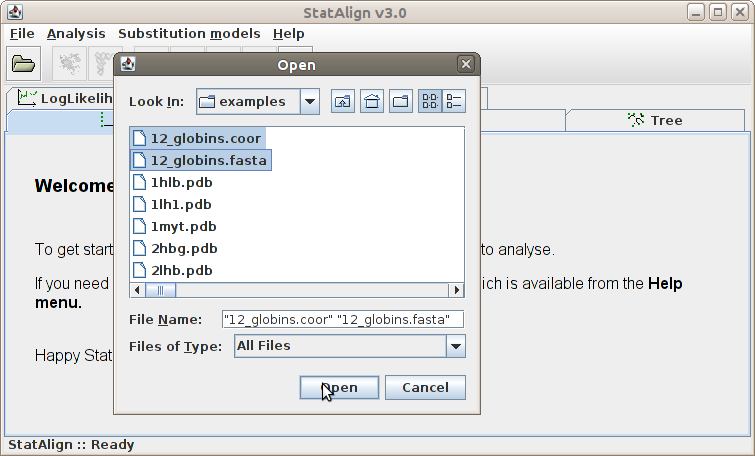 StatAlign v3.0
File Analysis Substitution models Help
Open
Look In: examples
LogLikelih
Tree
12_globins.coor
12_globins.fasta
1hlb.pdb
1lh1.pdb
1myt.pdb
2hbg.pdb
2lhb.pdb
Welcome
To get start to analyse.
If you need ich is available from the Help
menu.
File Name: "12_globins.coor" "12_globins.fasta"
Files of Type: All Files
Happy Stat
Open Cancel
StatAlign :: Ready